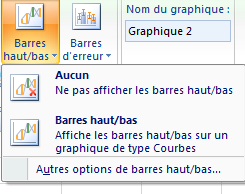 Barres
haut/bas
Barres
d'erreur
Nom du graphique :
Graphique 2
Aucun
Ne pas afficher les barres haut/bas
Barres haut/bas
Affiche les barres haut/bas sur un
graphique de type Courbes
Autres options de barres haut/bas...